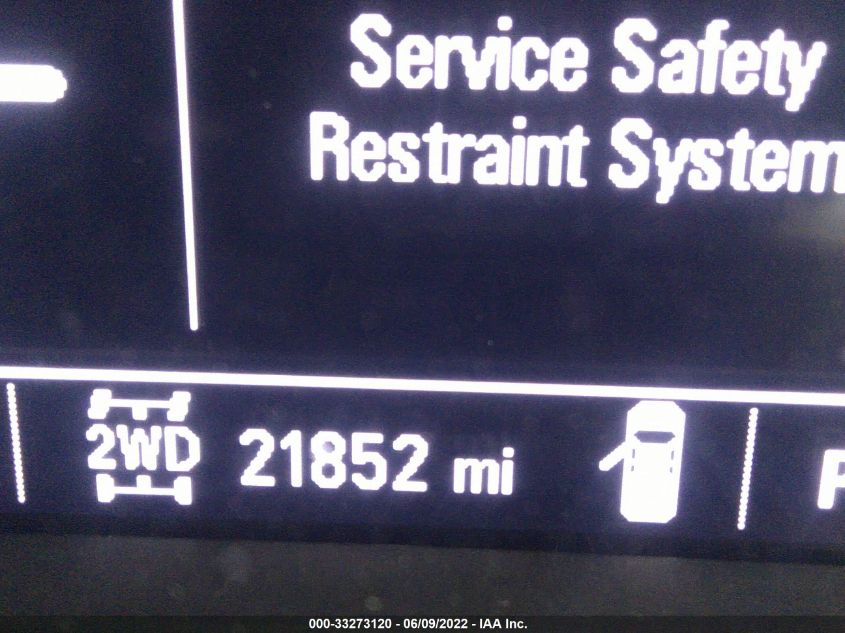 Service Safety
Restraint System
2WD 21852 mi
000-33273120 - 06/09/2022 - IAA Inc.